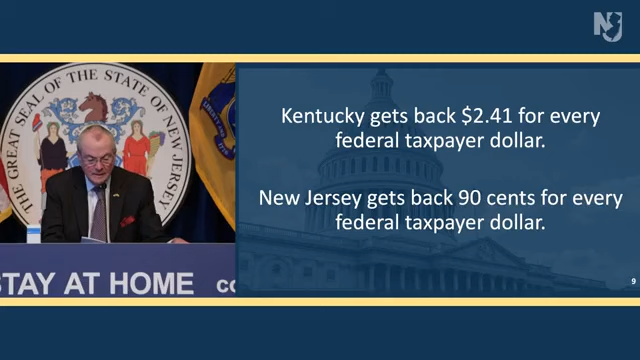 NJ
THE GREAT SEAL OF THE STATE OF NEW JERSEY
Kentucky gets back $2.41 for every
federal taxpayer dollar.
New Jersey gets back 90 cents for every
federal taxpayer dollar.
STAY AT HOME
9